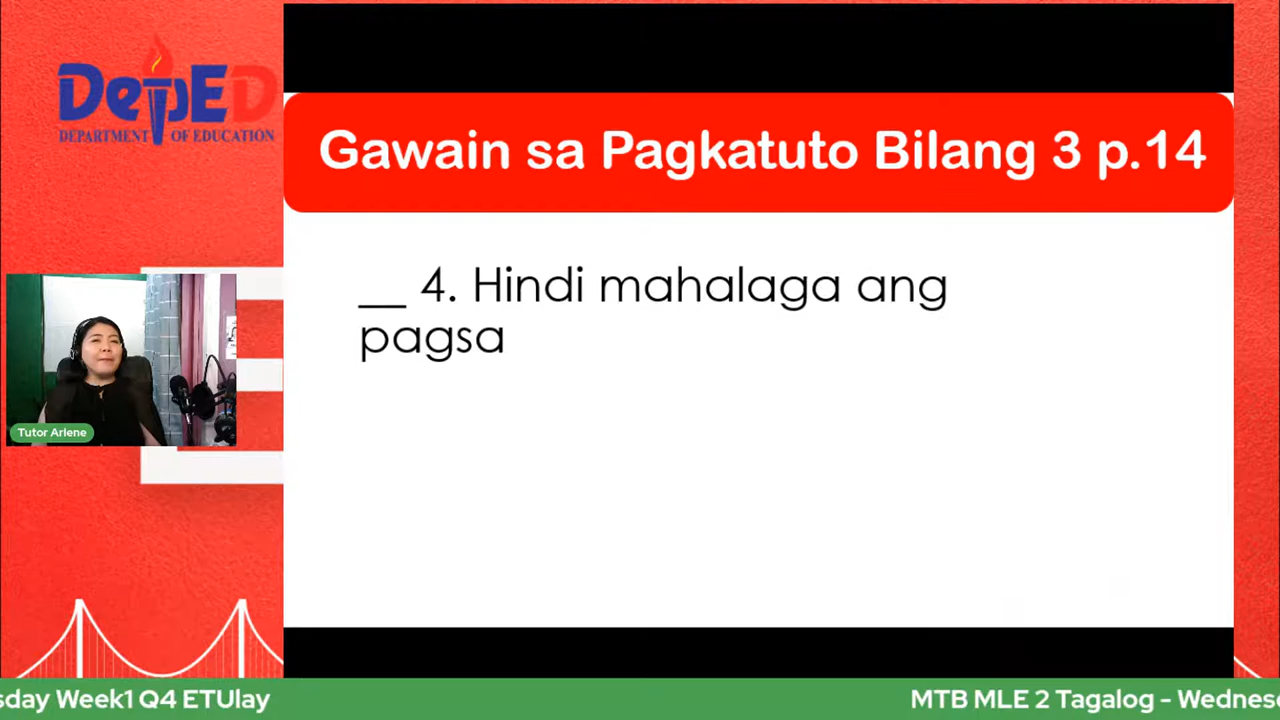 DepED
DEPARTMENT OF EDUCATION
Gawain sa Pagkatuto Bilang 3 p.14
__ 4. Hindi mahalaga ang
pagsa
Tutor Arlene
sday Week1 Q4 ETUlay
MTB MLE 2 Tagalog - Wednes